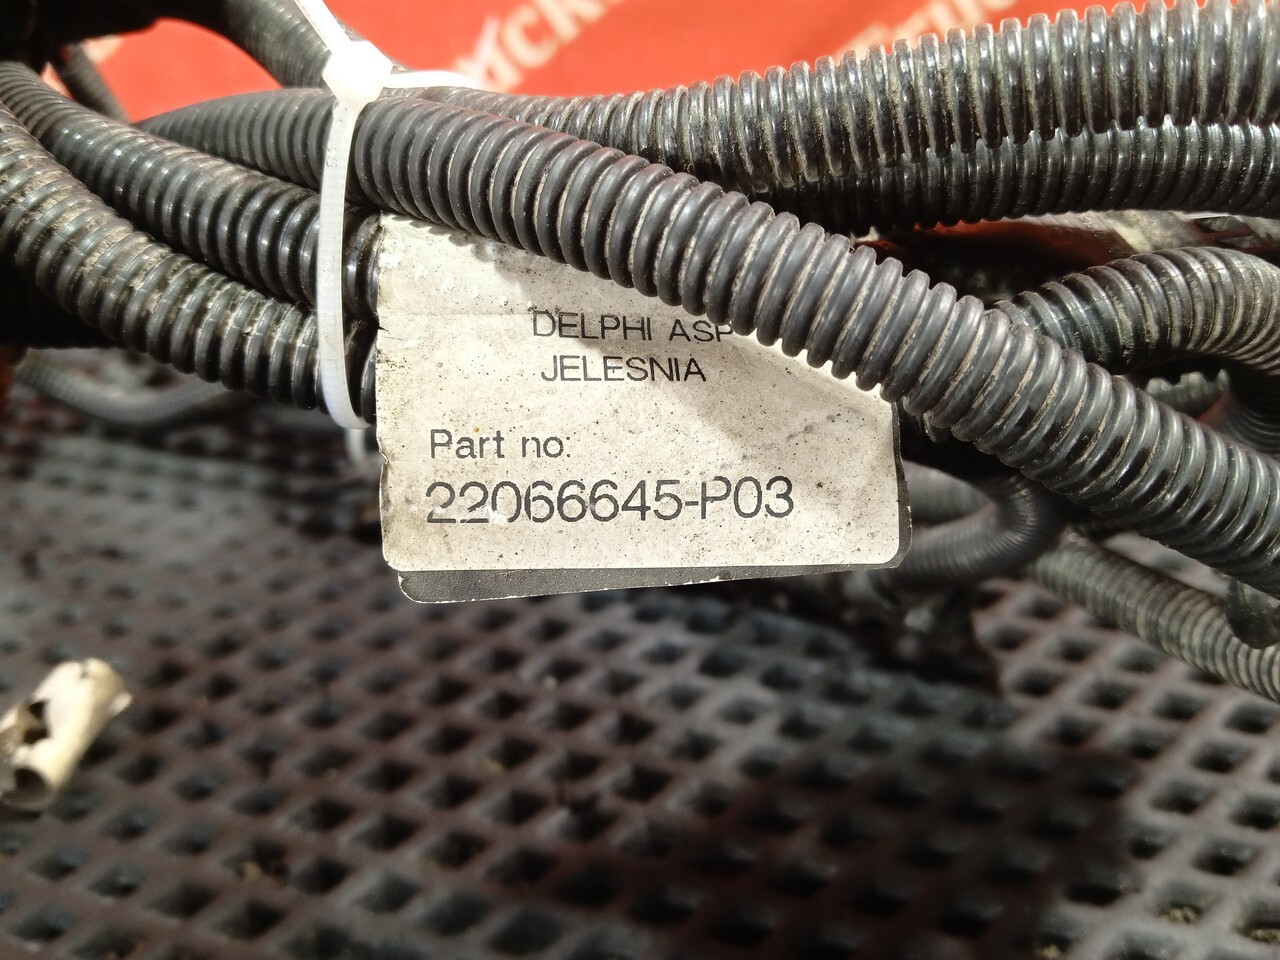 DELPHI ASP
JELESNIA
Part no:
22066645-P03